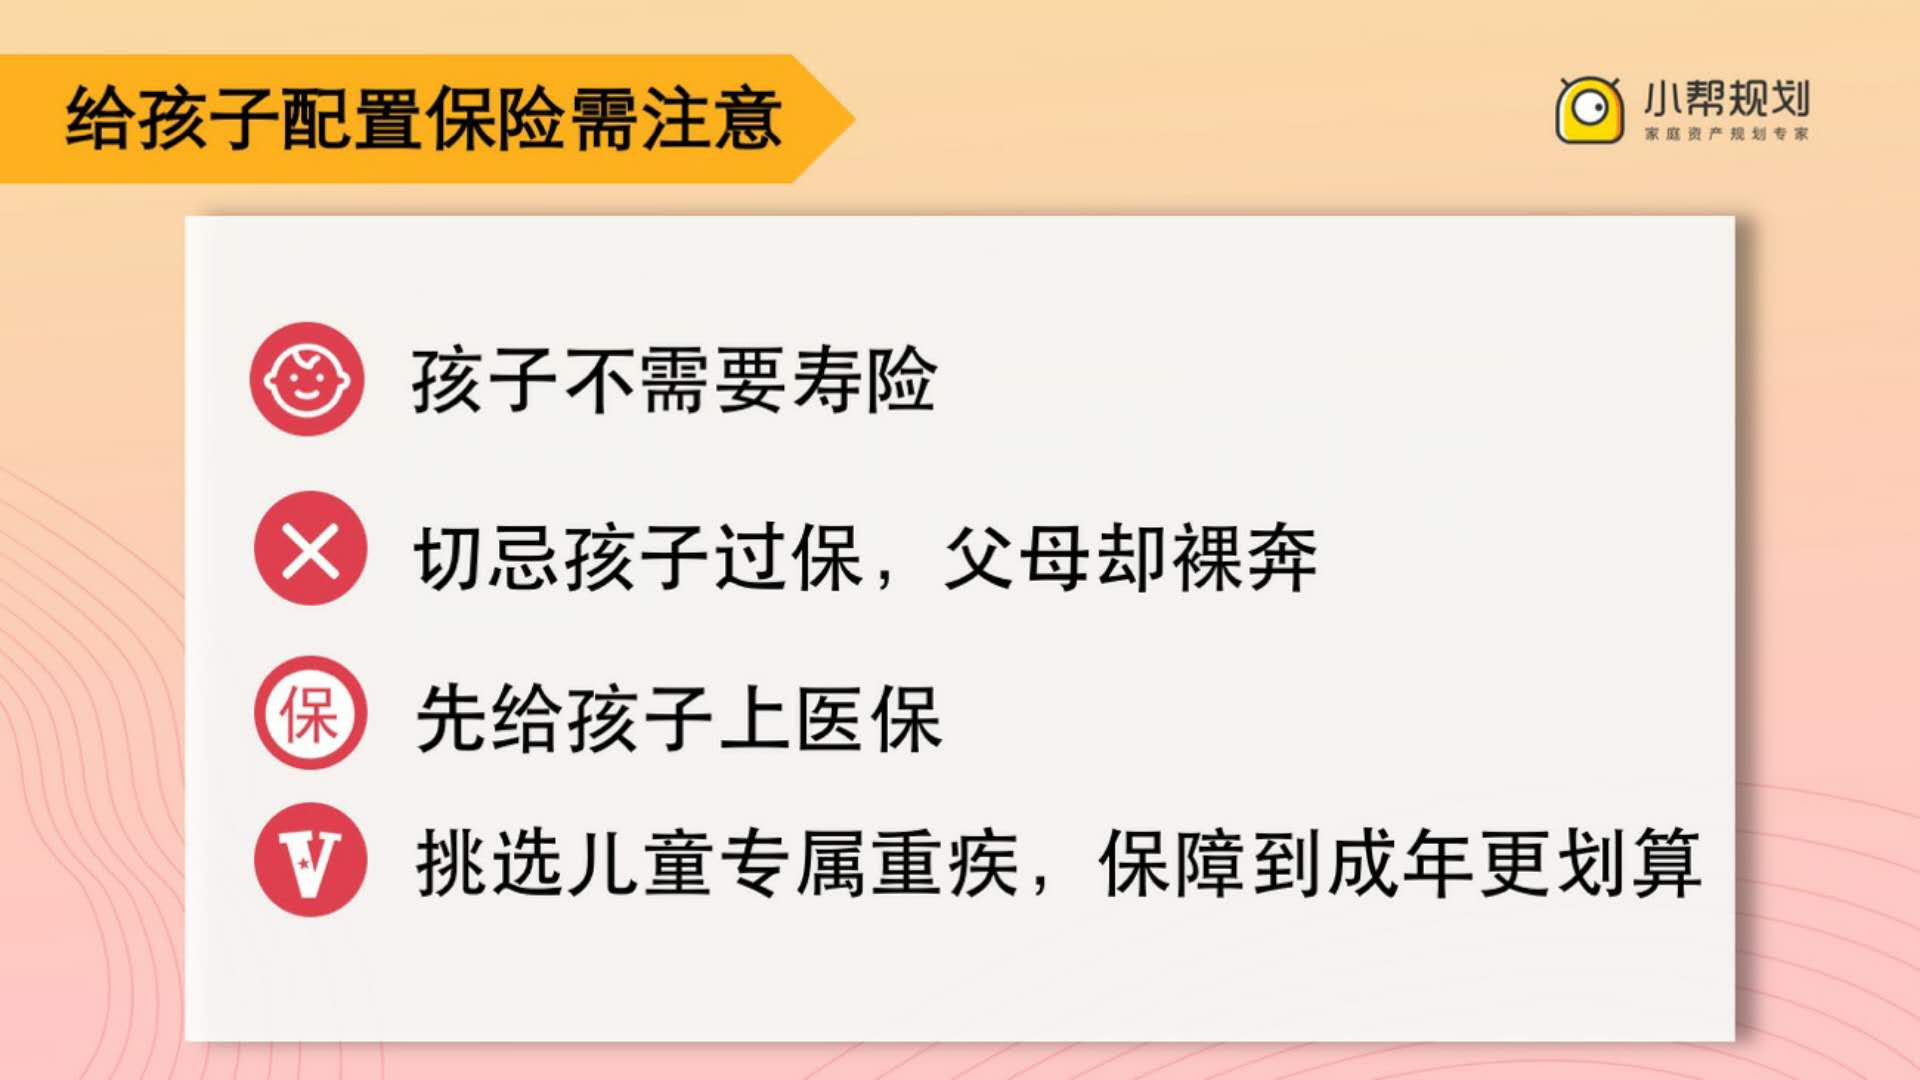 给孩子配置保险需注意
小帮规划
家庭资产规划专家
孩子不需要寿险
切忌孩子过保，父母却裸奔
保
先给孩子上医保
V
挑选儿童专属重疾，保障到成年更划算